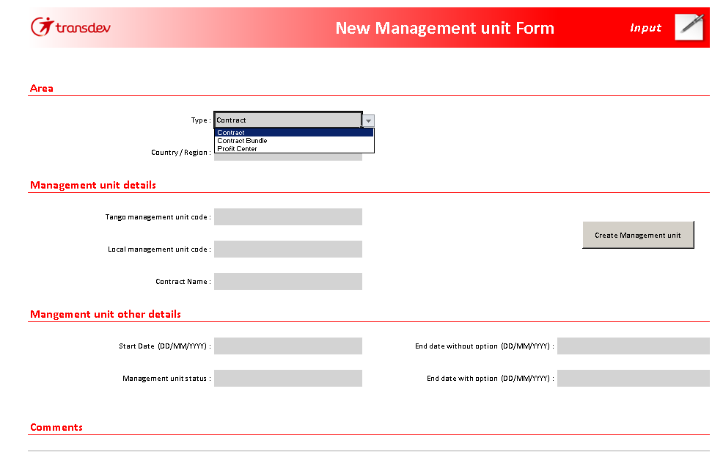 transdev New Management unit Form Input
Area
Type : Contract
Contract
Contract Bundle
Profit Center
Country / Region :
Management unit details
Tango management unit code :
Local management unit code :
Create Management unit
Contract Name :
Mangement unit other details
Start Date (DD/MM/YYYY) : End date without option (DD/MM/YYYY) :
Management unit status : End date with option (DD/MM/YYYY) :
Comments